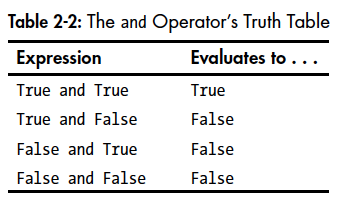 Table 2-2: The and Operator’s Truth Table
Expression Evaluates to . . .
True and True True
True and False False
False and True False
False and False False